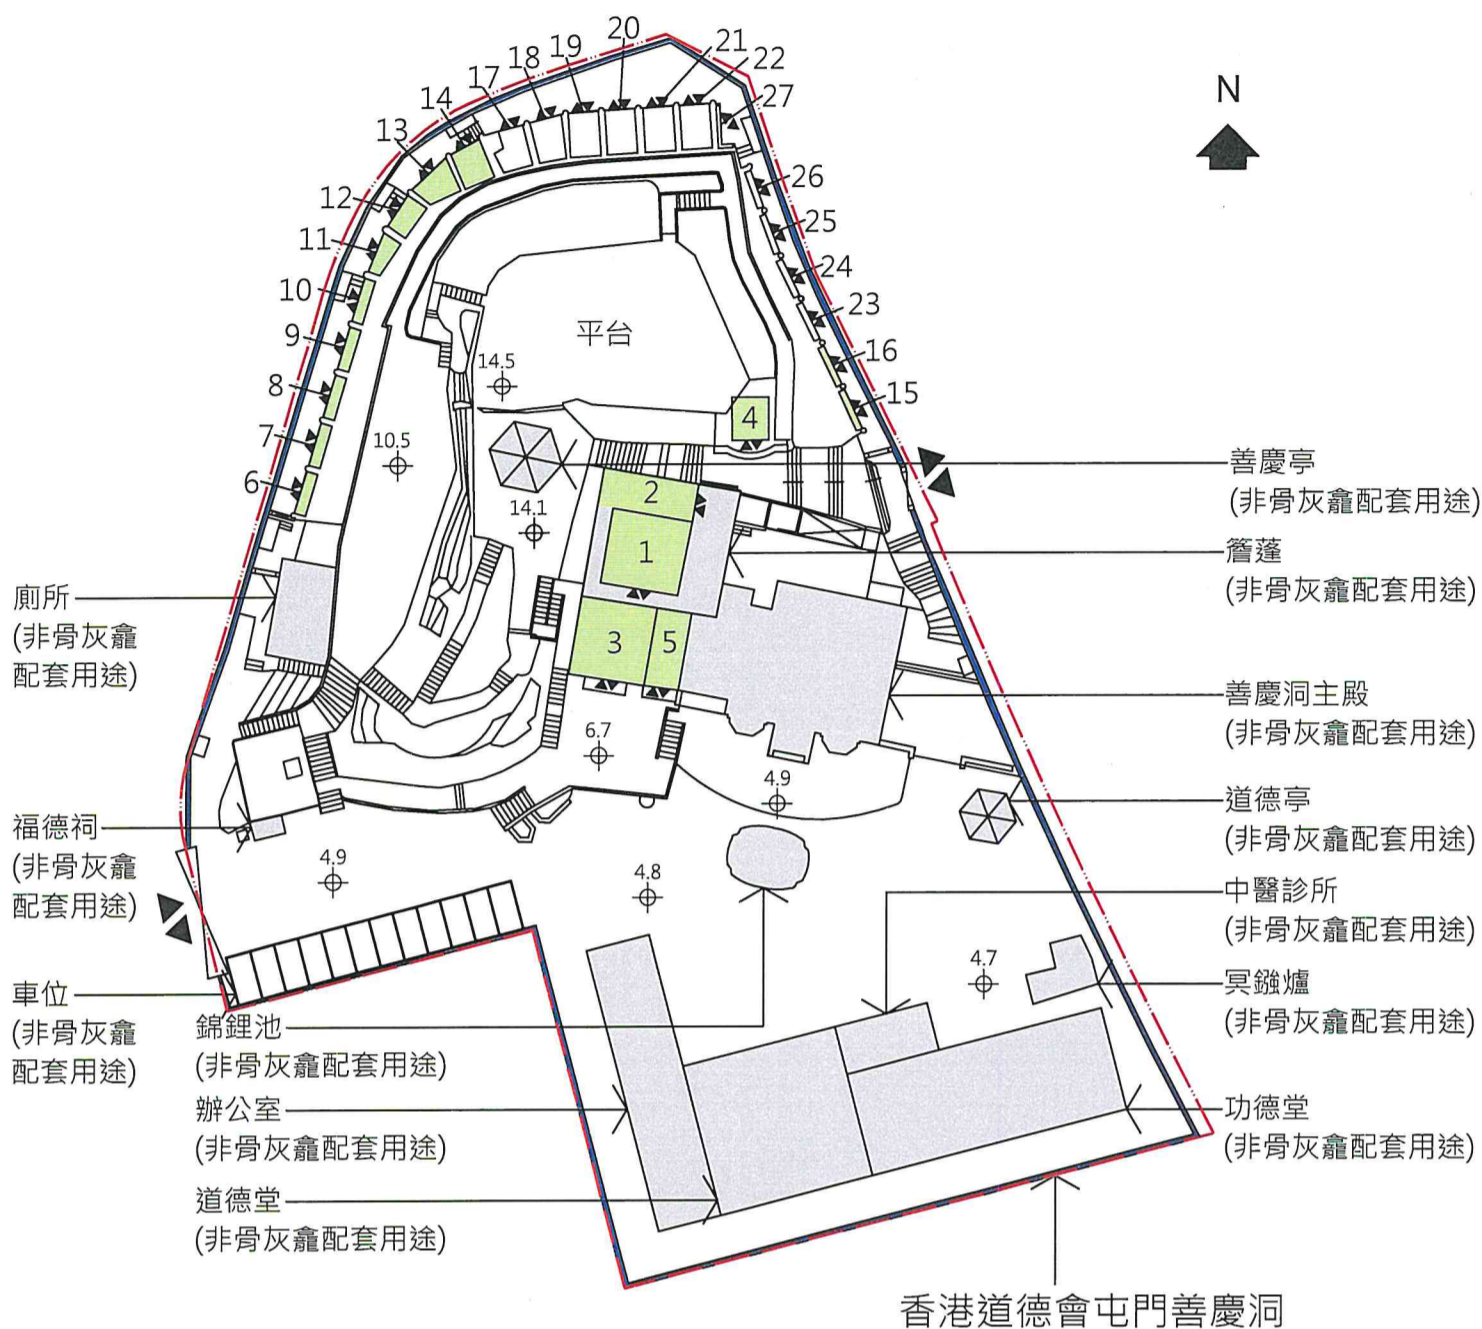 20
19
21
18
22
17
27
14
13
N
26
12
25
11
24
10
23
9
平台
16
14.5
8
15
4
7
10.5
善慶亭
(非骨灰龕配套用途)
6
2
14.1
1
簷蓬
(非骨灰龕配套用途)
廁所
(非骨灰龕
配套用途)
3
5
善慶洞主殿
(非骨灰龕配套用途)
6.7
4.9
道德亭
(非骨灰龕配套用途)
福德祠
(非骨灰龕
配套用途)
4.9
4.8
中醫診所
(非骨灰龕配套用途)
4.7
冥鏹爐
(非骨灰龕配套用途)
車位
(非骨灰龕
配套用途)
錦鋰池
(非骨灰龕配套用途)
辦公室
(非骨灰龕配套用途)
功德堂
(非骨灰龕配套用途)
道德堂
(非骨灰龕配套用途)
香港道德會屯門善慶洞